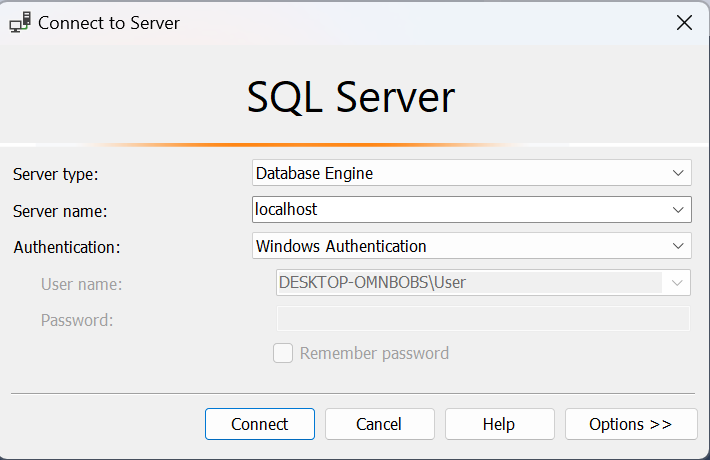 Connect to Server
SQL Server
Server type: Database Engine
Server name: localhost
Authentication: Windows Authentication
User name: DESKTOP-OMNBOBS\User
Password:
Remember password
Connect Cancel Help Options >>